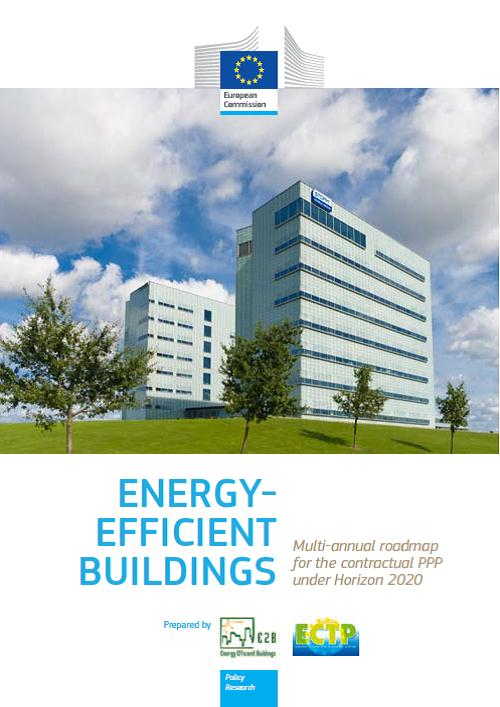 European
Commission
ENERGY-
EFFICIENT
BUILDINGS
Multi-annual roadmap
for the contractual PPP
under Horizon 2020
Prepared by
E2B
Energy Efficient Buildings
ECTP
Policy
Research